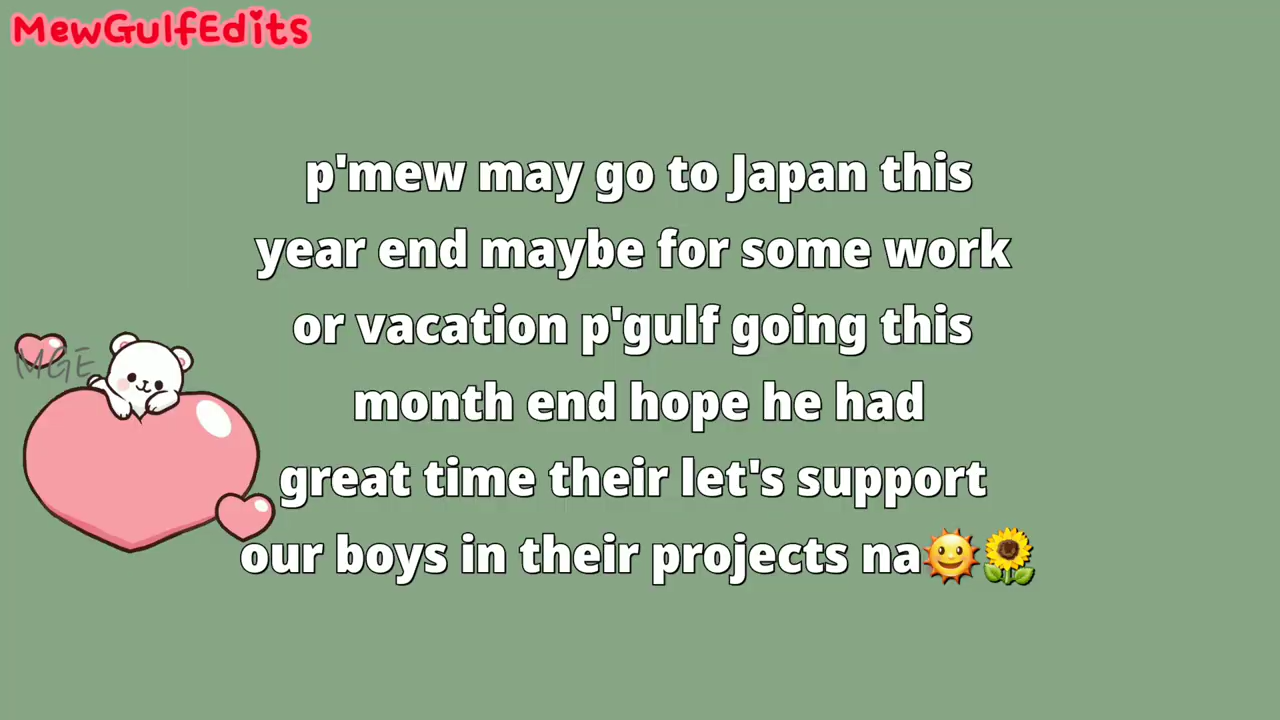 MewGulfEdits
p'mew may go to Japan this
year end maybe for some work
or vacation p'gulf going this
month end hope he had
great time their let's support
our boys in their projects na🌞🌻
MGE